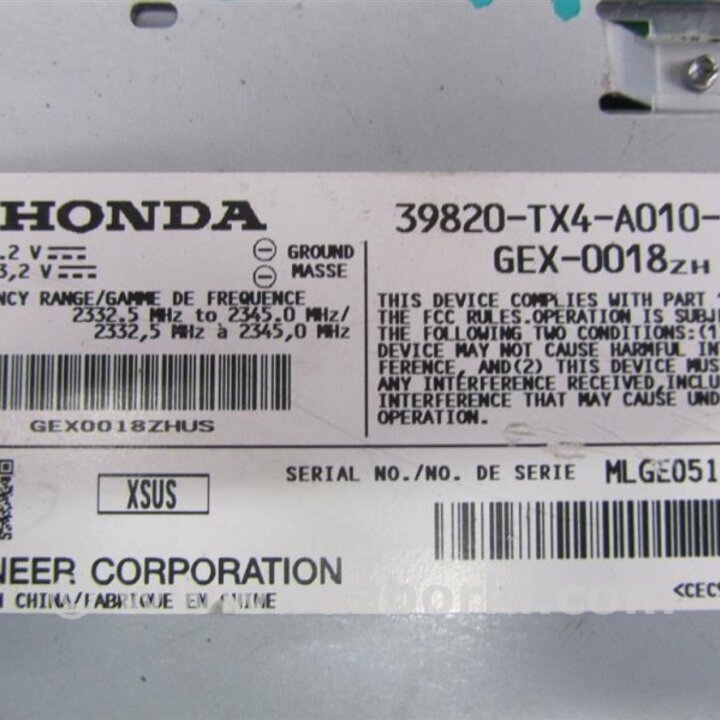 HONDA
39820-TX4-A010-
.2 V
GROUND
GEX-0018ZH
3,2 V
MASSE
NCY RANGE/GAMME DE FREQUENCE
2332.5 MHz to 2345.0 MHz/
2332,5 MHz à 2345,0 MHz
THIS DEVICE COMPLIES WITH PART
THE FCC RULES.OPERATION IS SUBJE
THE FOLLOWING TWO CONDITIONS:(1
DEVICE MAY NOT CAUSE HARMFUL IN
FERENCE, AND(2) THIS DEVICE MUS
ANY INTERFERENCE RECEIVED,INCLU
INTERFERENCE THAT MAY CAUSE UND
OPERATION.
GEX0018ZHUS
SERIAL NO./NO. DE SERIE MLGE051
XSUS
NEER CORPORATION
N CHINA/FABRIQUE EN CHINE
<CEC